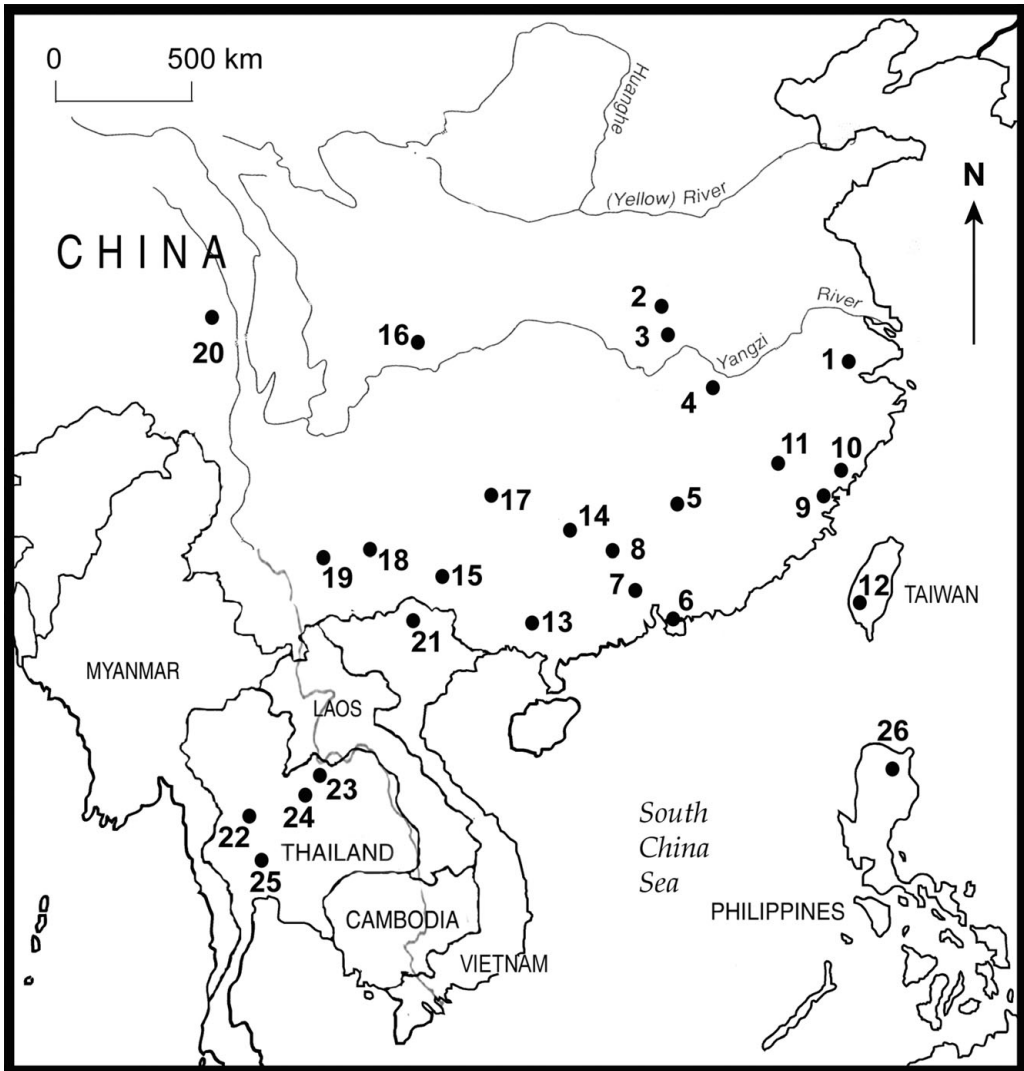 0 500 km
Huanghe
N
(Yellow) River
CHINA
2
River
16
3
Yangzi
1
20
4
11
10
17
5
9
14
8
19
18
15
7
6
12
TAIWAN
13
21
MYANMAR
LAOS
26
23
24
22
South
China
Sea
THAILAND
25
CAMBODIA
PHILIPPINES
VIETNAM